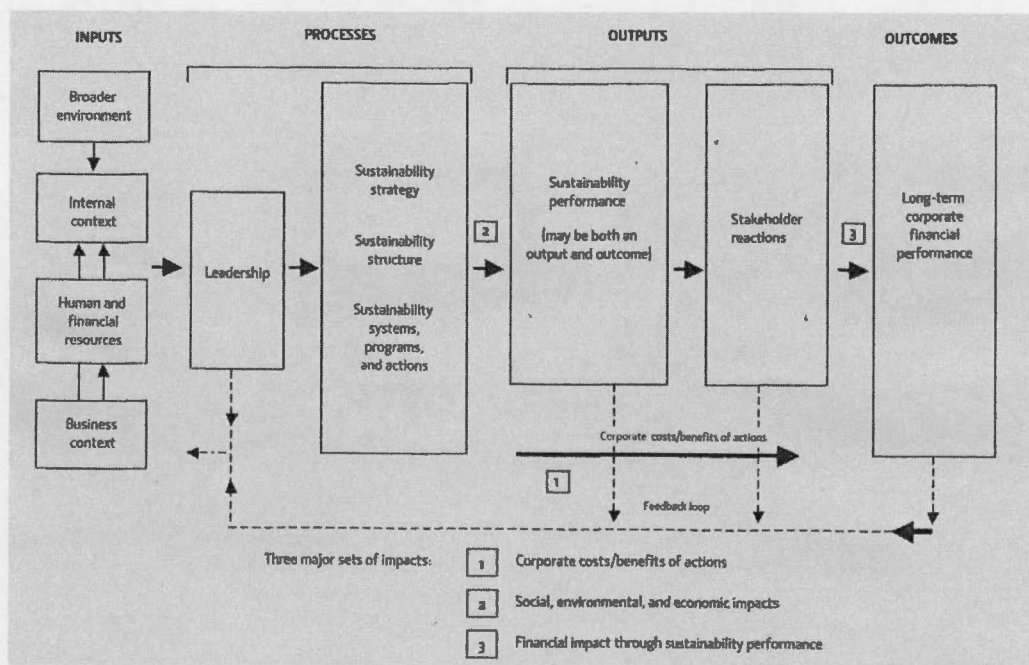 INPUTS
PROCESSES
OUTPUTS
OUTCOMES
Broader
environment
Internal
context
Human and
financial
resources
Business
context
Leadership
Sustainability
strategy
Sustainability
structure
Sustainability
systems,
programs,
and actions
2
Sustainability
performance
(may be both an
output and outcome)
Stakeholder
reactions
3
Long-term
corporate
financial
performance
Corporate costs/benefits of actions
1
Feedback loop
Three major sets of impacts:
1 Corporate costs/benefits of actions
2 Social, environmental, and economic impacts
3 Financial impact through sustainability performance